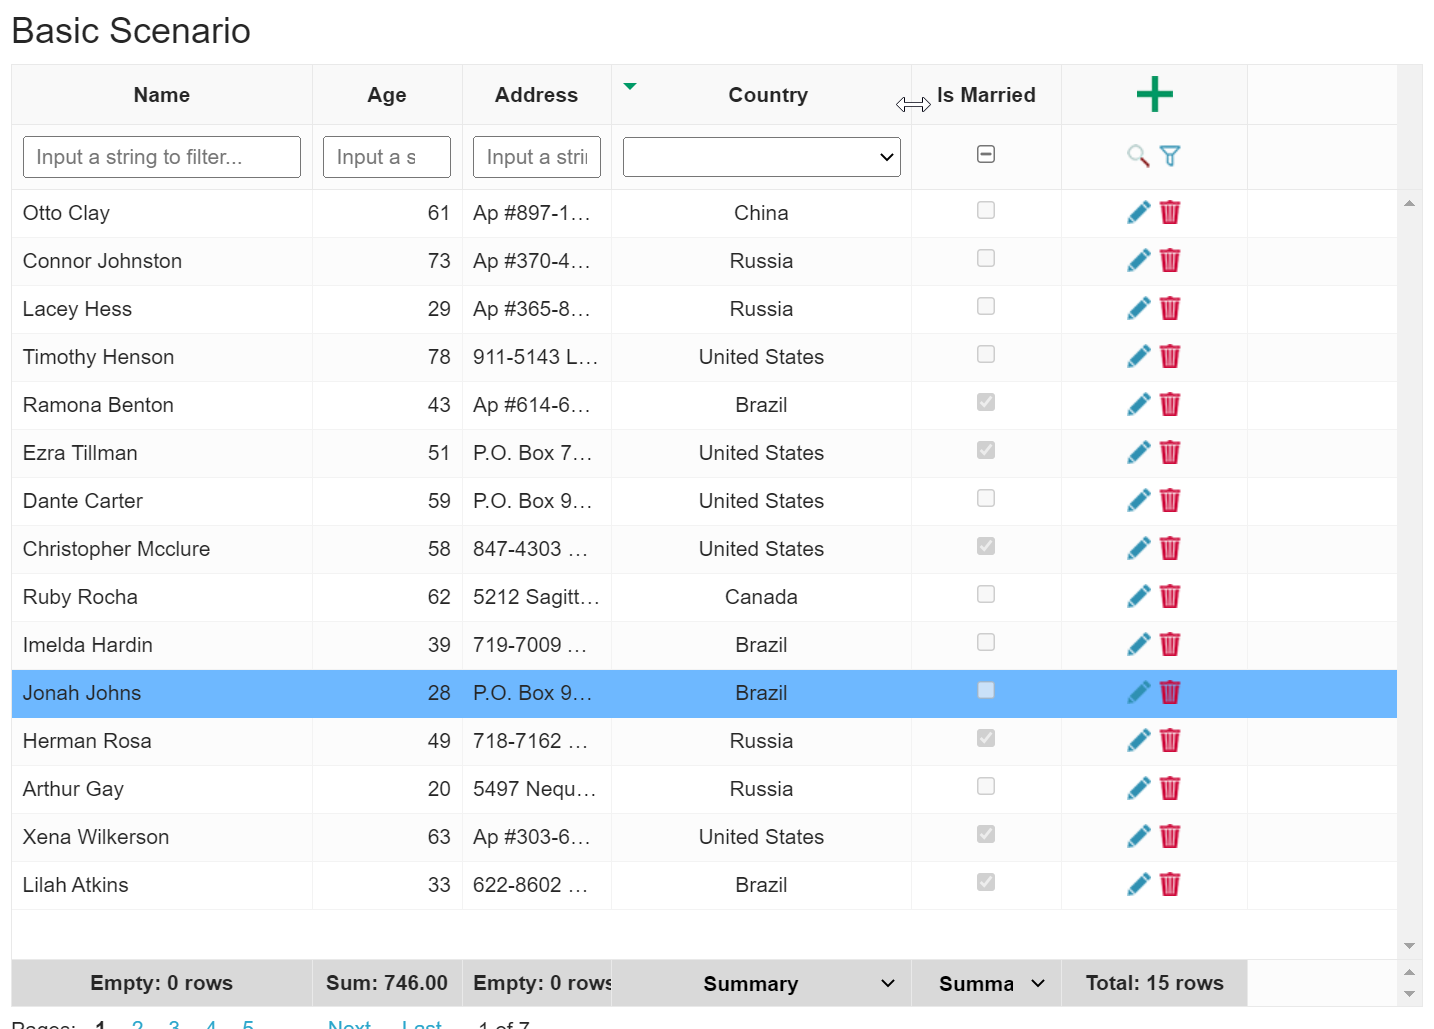 Basic Scenario
Name Age Address Country Is Married
Input a string to filter... Input a s Input a stri
Otto Clay 61 Ap #897-1... China
Connor Johnston 73 Ap #370-4... Russia
Lacey Hess 29 Ap #365-8... Russia
Timothy Henson 78 911-5143 L... United States
Ramona Benton 43 Ap #614-6... Brazil
Ezra Tillman 51 P.O. Box 7... United States
Dante Carter 59 P.O. Box 9... United States
Christopher Mcclure 58 847-4303 ... United States
Ruby Rocha 62 5212 Sagitt... Canada
Imelda Hardin 39 719-7009 ... Brazil
Jonah Johns 28 P.O. Box 9... Brazil
Herman Rosa 49 718-7162 ... Russia
Arthur Gay 20 5497 Nequ... Russia
Xena Wilkerson 63 Ap #303-6... United States
Lilah Atkins 33 622-8602 ... Brazil
Empty: 0 rows Sum: 746.00 Empty: 0 rows Summary Summa Total: 15 rows
Pages: 1 2 3 4 5 ... Next Last 1 of 7